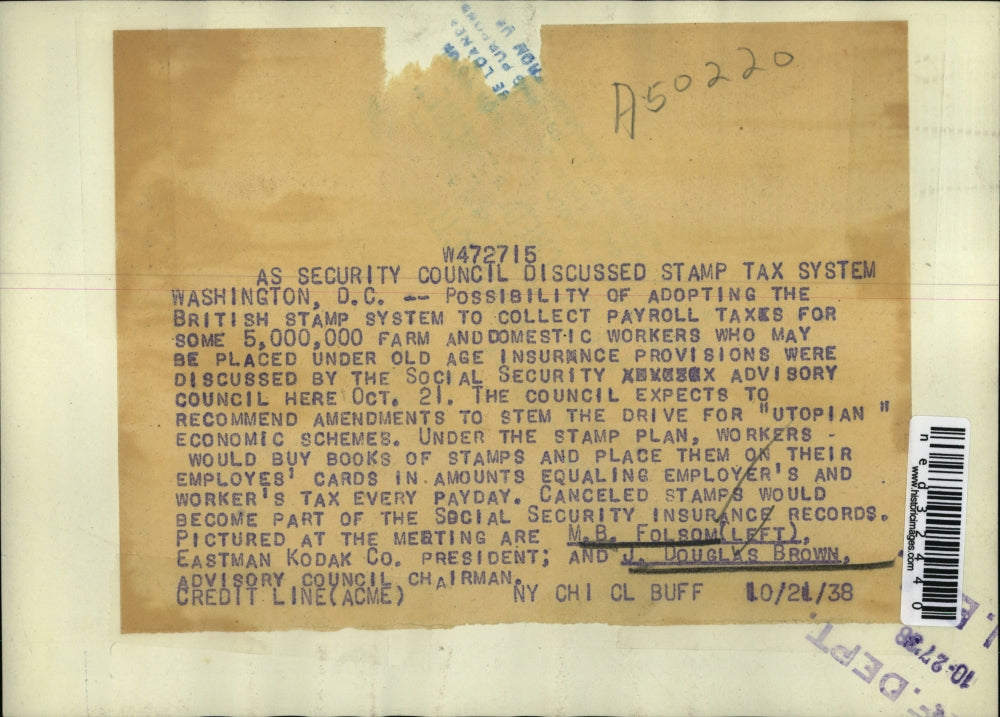 A50220
W472715
AS SECURITY COUNCIL DISCUSSED STAMP TAX SYSTEM
WASHINGTON, D.C. -- POSSIBILITY OF ADOPTING THE
BRITISH STAMP SYSTEM TO COLLECT PAYROLL TAXES FOR
SOME 5,000,000 FARM ANDDOMESTIC WORKERS WHO MAY
BE PLACED UNDER OLD AGE INSURANCE PROVISIONS WERE
DISCUSSED BY THE SOCIAL SECURITY ADVISORY
COUNCIL HERE OCT. 21. THE COUNCIL EXPECTS TO
RECOMMEND AMENDMENTS TO STEM THE DRIVE FOR "UTOPIAN "
ECONOMIC SCHEMES. UNDER THE STAMP PLAN, WORKERS -
WOULD BUY BOOKS OF STAMPS AND PLACE THEM ON THEIR
EMPLOYES' CARDS IN AMOUNTS EQUALING EMPLOYER'S AND
WORKER'S TAX EVERY PAYDAY. CANCELED STAMPS WOULD
BECOME PART OF THE SOCIAL SECURITY INSURANCE RECORDS.
PICTURED AT THE MEETING ARE M.B. FOLSOM(LEFT),
EASTMAN KODAK CO. PRESIDENT; AND J. DOUGLAS BROWN,
ADVISORY COUNCIL CHAIRMAN.
CREDIT LINE(ACME) NY CHI CL BUFF 10/21/38
www.historicimages.com
ned32440
DEPT.
10-27-38